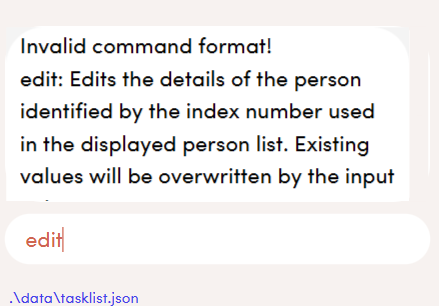 Invalid command format!
edit: Edits the details of the person
identified by the index number used
in the displayed person list. Existing
values will be overwritten by the input
edit
.\data\tasklist.json